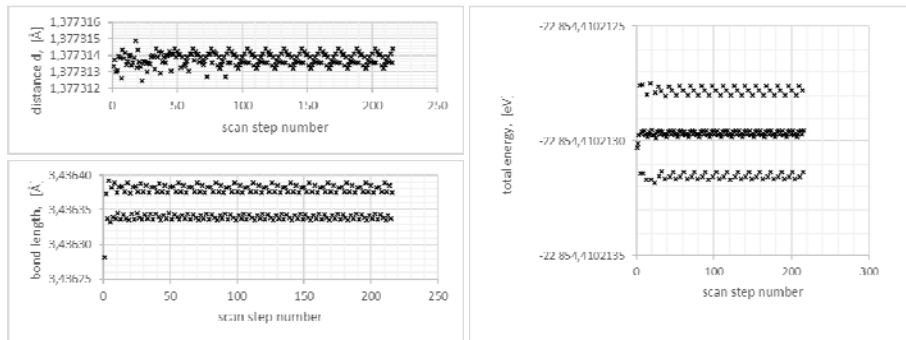 distance d, [Å]
1,377316
1,377315
1,377314
1,377313
1,377312
0 50 100 150 200 250
scan step number
bond length, [Å]
3,43640
3,43635
3,43630
3,43625
0 50 100 150 200 250
scan step number
total energy, [eV]
-22 854,4102125
-22 854,4102130
-22 854,4102135
0 100 200 300
scan step number